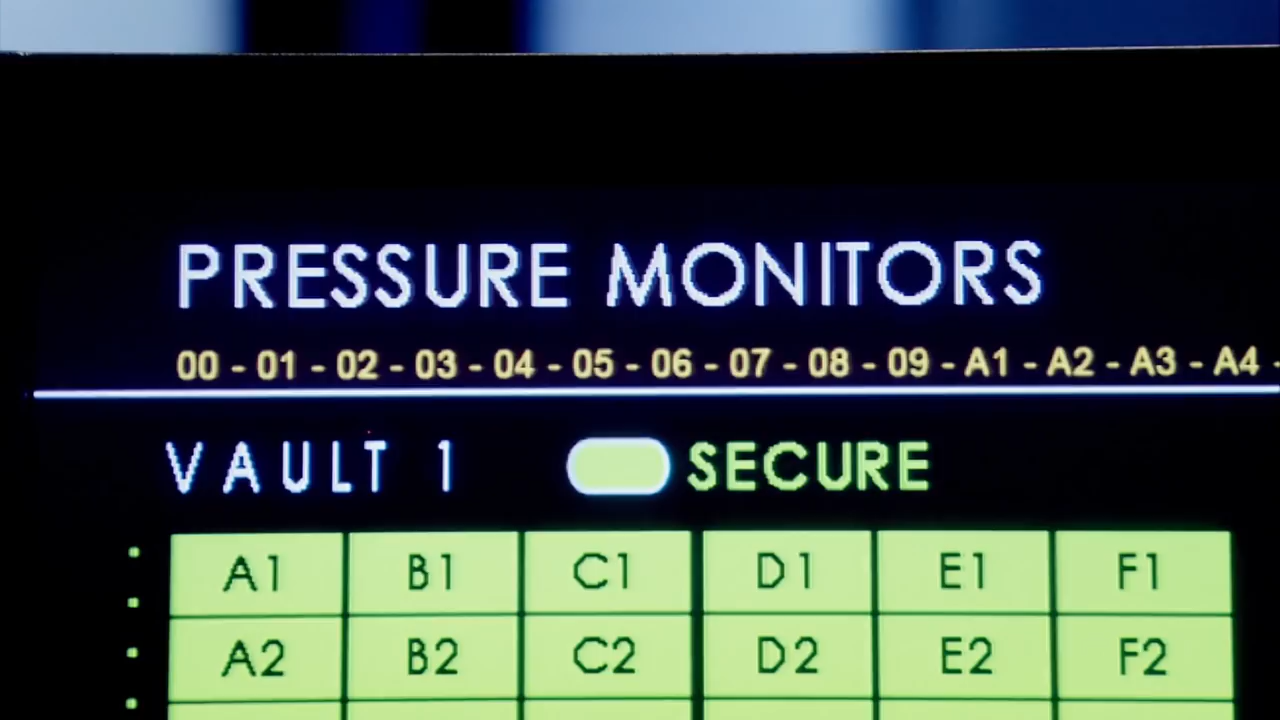 PRESSURE MONITORS
00 - 01 - 02 - 03 - 04 - 05 - 06 - 07 - 08 - 09 - A1 - A2 - A3 - A4 -
VAULT 1 SECURE
A1 B1 C1 D1 E1 F1
A2 B2 C2 D2 E2 F2